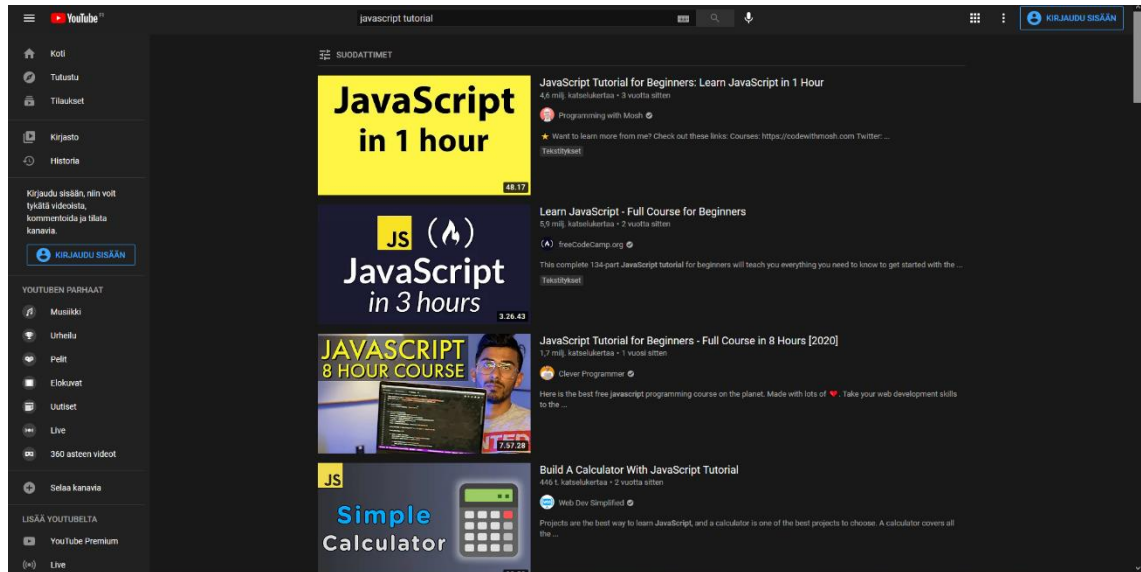 YouTube FI
javascript tutorial
KIRJAUDU SISÄÄN
Koti
Tutustu
Tilaukset
Kirjasto
Historia
Kirjaudu sisään, niin voit
tykätä videoista,
kommentoida ja tilata
kanavia.
KIRJAUDU SISÄÄN
YOUTUBEN PARHAAT
Musiikki
Urheilu
Pelit
Elokuvat
Uutiset
Live
360 asteen videot
Selaa kanavia
LISÄÄ YOUTUBELTA
YouTube Premium
Live
SUODATTIMET
JavaScript
in 1 hour
48.17
JavaScript Tutorial for Beginners: Learn JavaScript in 1 Hour
4,6 milj. katselukertaa • 3 vuotta sitten
Programming with Mosh
Want to learn more from me? Check out these links: Courses: https://codewithmosh.com Twitter: ...
Tekstitykset
JS
JavaScript
in 3 hours
3.26.43
Learn JavaScript - Full Course for Beginners
5,9 milj. katselukertaa • 2 vuotta sitten
freeCodeCamp.org
This complete 134-part JavaScript tutorial for beginners will teach you everything you need to know to get started with the ...
Tekstitykset
JAVASCRIPT
8 HOUR COURSE
7.57.28
JavaScript Tutorial for Beginners - Full Course in 8 Hours [2020]
1,7 milj. katselukertaa • 1 vuosi sitten
Clever Programmer
Here is the best free javascript programming course on the planet. Made with lots of ❤. Take your web development skills
to the ...
JS
Simple
Calculator
Build A Calculator With JavaScript Tutorial
446 t. katselukertaa • 2 vuotta sitten
Web Dev Simplified
Projects are the best way to learn JavaScript, and a calculator is one of the best projects to choose. A calculator covers all
the ...